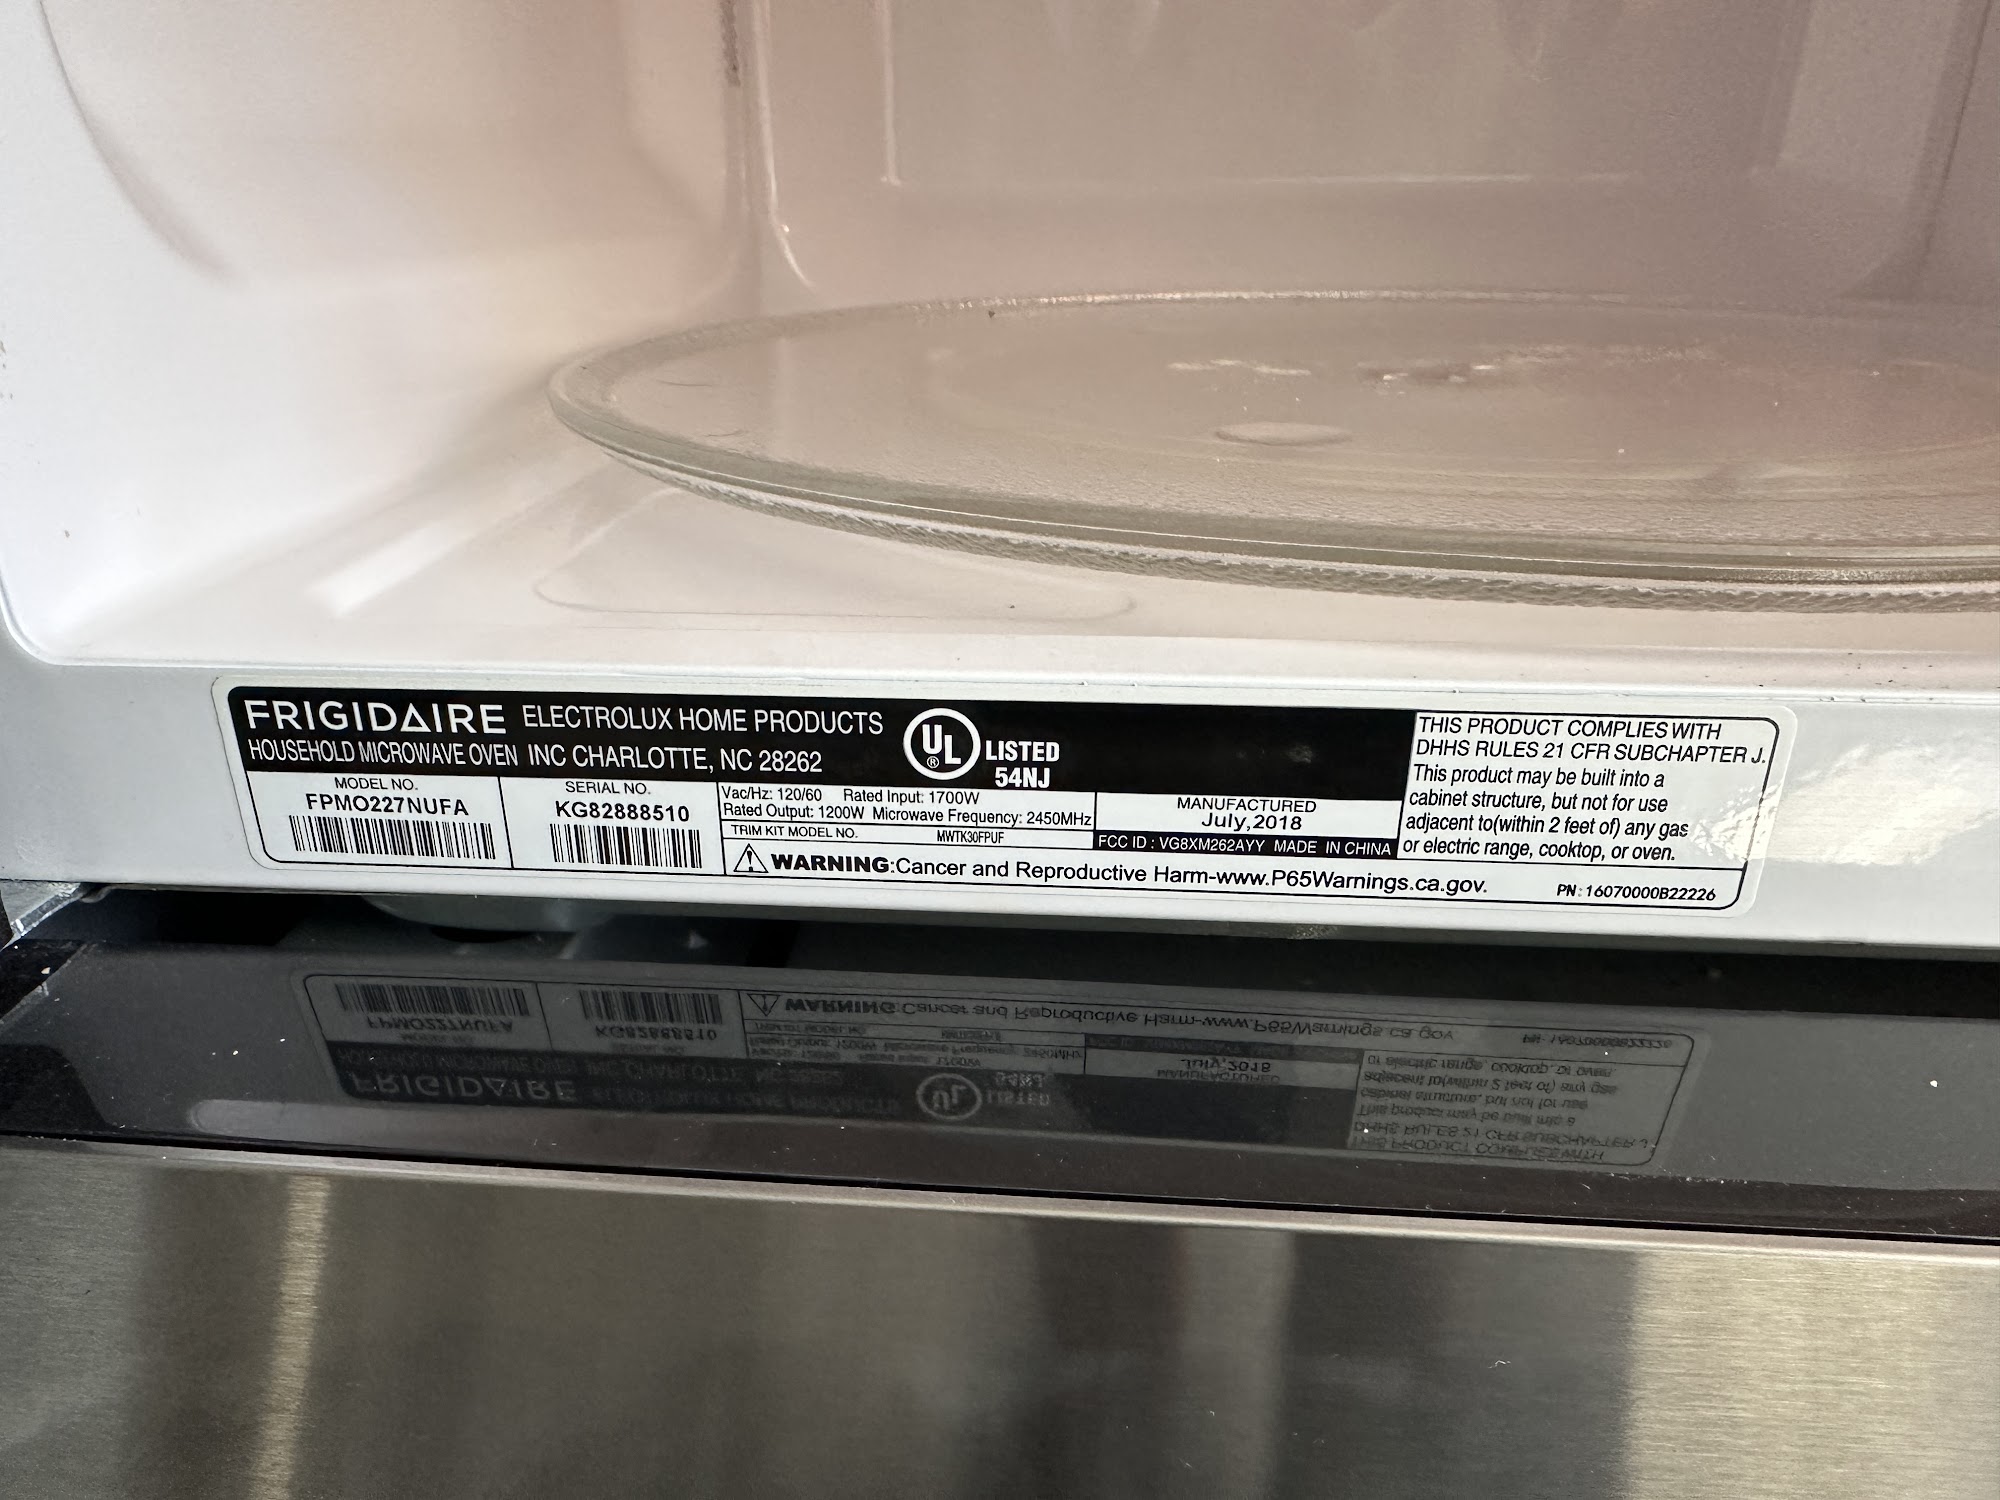 FRIGIDAIRE ELECTROLUX HOME PRODUCTS
HOUSEHOLD MICROWAVE OVEN INC CHARLOTTE, NC 28262
UL ® LISTED
54NJ
MODEL NO.
FPMO227NUFA
SERIAL NO.
KG82888510
Vac/Hz: 120/60 Rated Input: 1700W
Rated Output: 1200W Microwave Frequency: 2450MHz
TRIM KIT MODEL NO. MWTK30FPUF
MANUFACTURED
July,2018
FCC ID : VG8XM262AYY MADE IN CHINA
WARNING:Cancer and Reproductive Harm-www.P65Warnings.ca.gov.
THIS PRODUCT COMPLIES WITH
DHHS RULES 21 CFR SUBCHAPTER J.
This product may be built into a
cabinet structure, but not for use
adjacent to(within 2 feet of) any gas
or electric range, cooktop, or oven.
PN: 16070000B22226